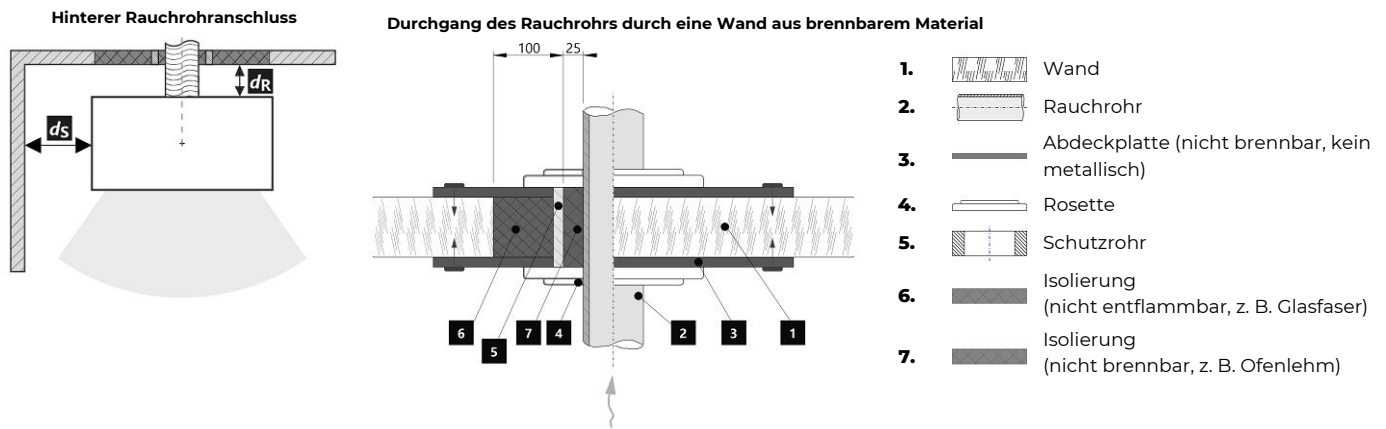 Hinterer Rauchrohranschluss
dR
dS
Durchgang des Rauchrohrs durch eine Wand aus brennbarem Material
100 25
6 5 7 4 2 3 1
1. Wand
2. Rauchrohr
3. Abdeckplatte (nicht brennbar, kein
metallisch)
4. Rosette
5. Schutzrohr
6. Isolierung
(nicht entflammbar, z. B. Glasfaser)
7. Isolierung
(nicht brennbar, z. B. Ofenlehm)